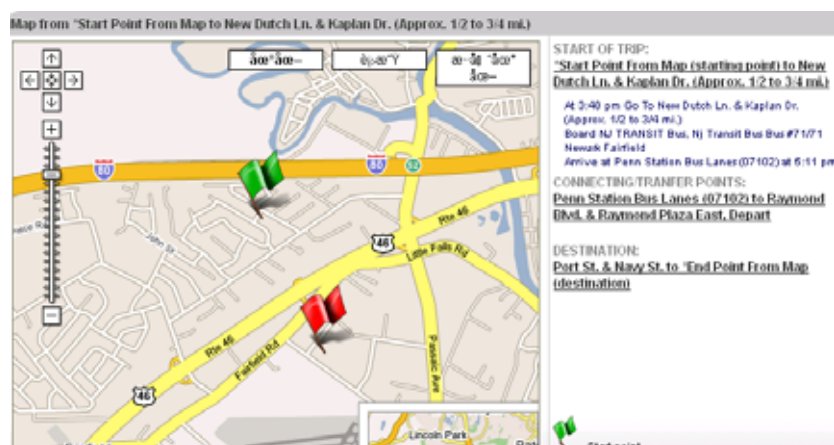 Map from "Start Point From Map to New Dutch Ln. & Kaplan Dr. (Approx. 1/2 to 3/4 mi.)
START OF TRIP:
"Start Point From Map (starting point) to New
Dutch Ln. & Kaplan Dr. (Approx. 1/2 to 3/4 mi.)
At 3:40 pm Go To New Dutch Ln. & Kaplan Dr.
(Approx. 1/2 to 3/4 mi.)
Board NJ TRANSIT Bus, Nj Transit Bus Bus #71/71
Newark Fairfield
Arrive at Penn Station Bus Lanes (07102) at 5:11 pm
CONNECTING/TRANFER POINTS:
Penn Station Bus Lanes (07102) to Raymond
Blvd. & Raymond Plaza East, Depart
DESTINATION:
Port St. & Navy St. to "End Point From Map
(destination)
Start point
80
80
John St
Rte 46
46
Little Falls Rd
Rte 46
Fairfield Rd
Passaic Ave
46
Lincoln Park